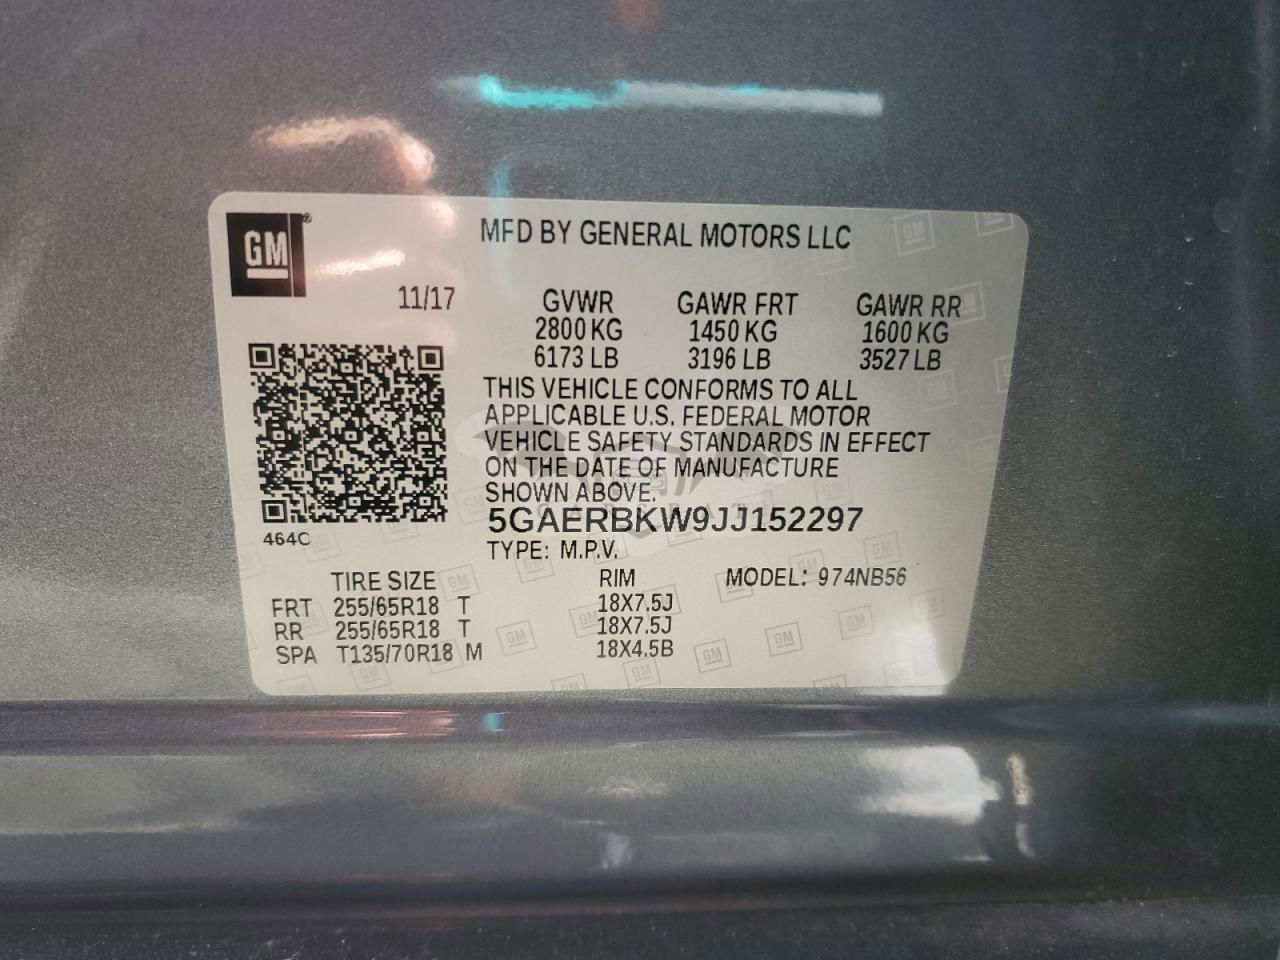 GM ®
MFD BY GENERAL MOTORS LLC
11/17
GVWR GAWR FRT GAWR RR
2800 KG 1450 KG 1600 KG
6173 LB 3196 LB 3527 LB
THIS VEHICLE CONFORMS TO ALL
APPLICABLE U.S. FEDERAL MOTOR
VEHICLE SAFETY STANDARDS IN EFFECT
ON THE DATE OF MANUFACTURE
SHOWN ABOVE.
5GAERBKW9JJ152297
464C
TYPE: M.P.V.
TIRE SIZE RIM MODEL: 974NB56
FRT 255/65R18 T 18X7.5J
RR 255/65R18 T 18X7.5J
SPA T135/70R18 M 18X4.5B